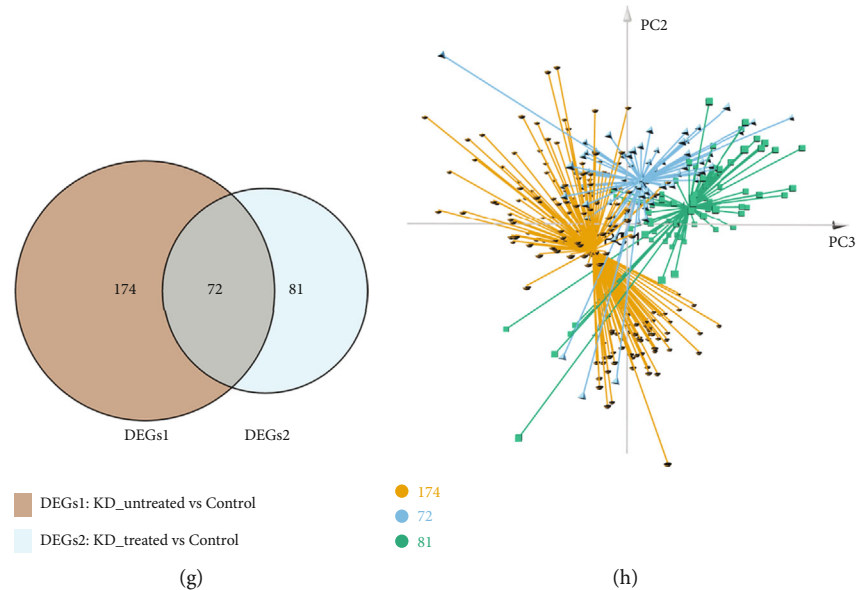 174
72
81
DEGs1
DEGs2
DEGs1: KD_untreated vs Control
DEGs2: KD_treated vs Control
(g)
PC2
PC3
174
72
81
(h)